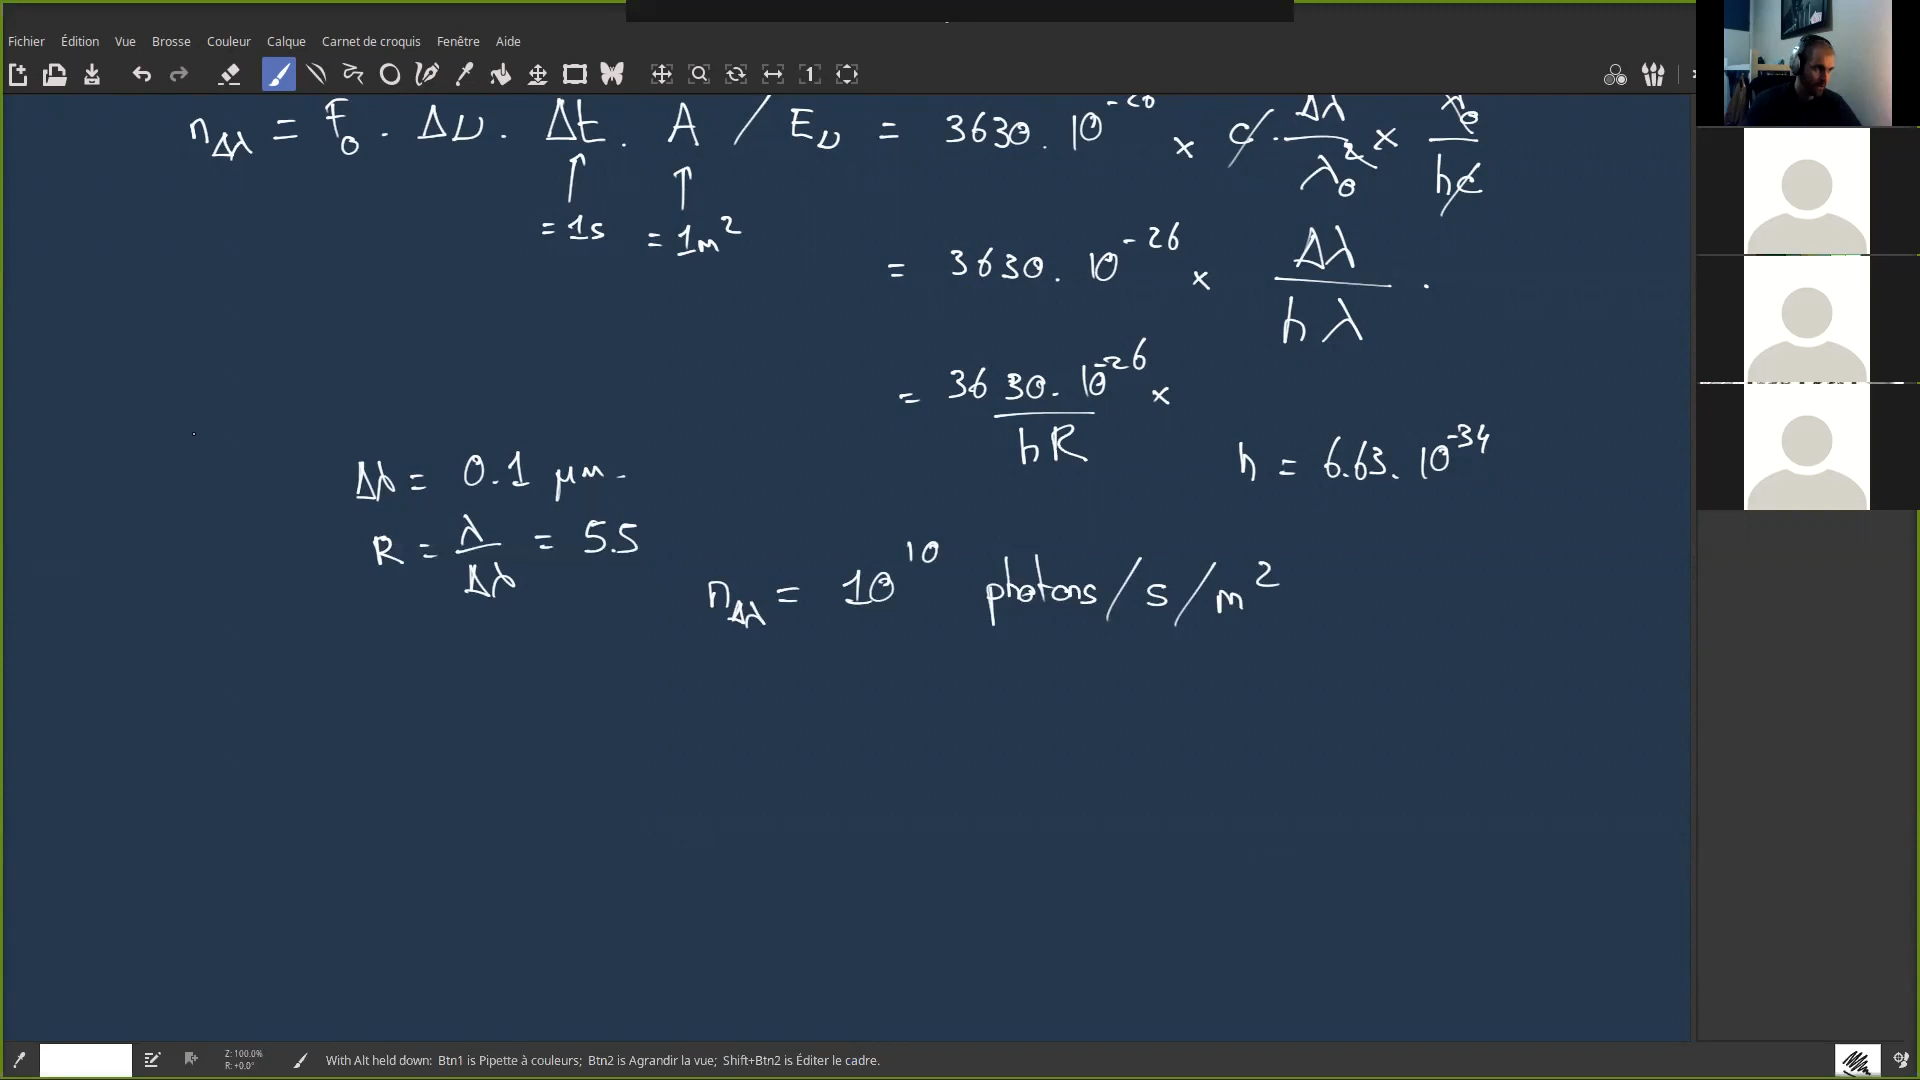 Fichier Édition Vue Brosse Couleur Calque Carnet de croquis Fenêtre Aide
n_Δλ = F_0 . Δν . Δt . A / E_ν = 3630 . 10^-26 × c . Δλ/λ_0^2 × λ_0/hc
= 1s = 1m^2
= 3630 . 10^-26 × Δλ/hλ .
= 3630 . 10^-26/hR ×
h = 6.63 . 10^-34
Δλ = 0.1 μm .
R = λ/Δλ = 5.5
n_Δλ = 10^10 photons/s/m^2
Z: 100.0%
R: +0.0°
With Alt held down: Btn1 is Pipette à couleurs; Btn2 is Agrandir la vue; Shift+Btn2 is Éditer le cadre.